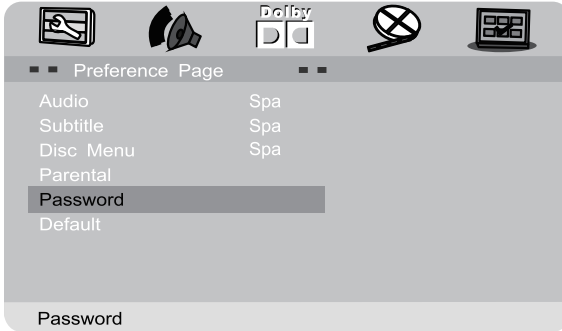 Dolby
Preference Page
Audio Spa
Subtitle Spa
Disc Menu Spa
Parental
Password
Default
Password